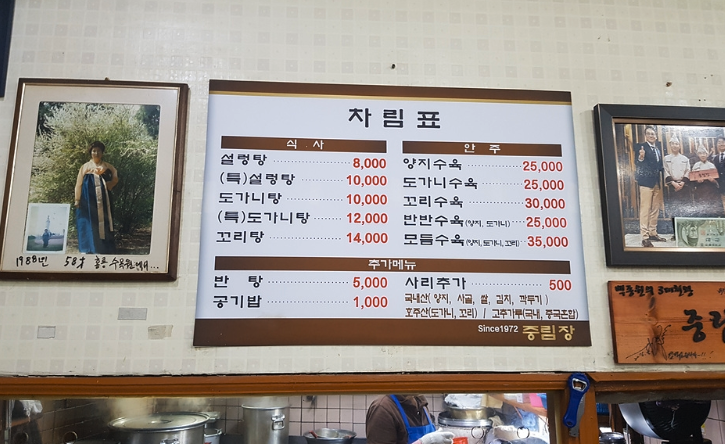 차림표
식 사
설렁탕 8,000
(특)설렁탕 10,000
도가니탕 10,000
(특)도가니탕 12,000
꼬리탕 14,000
안 주
양지수육 25,000
도가니수육 25,000
꼬리수육 30,000
반반수육(양지, 도가니) 25,000
모듬수육(양지, 도가니, 꼬리) 35,000
추가메뉴
반 탕 5,000
공기밥 1,000
사리추가 500
국내산( 양지, 사골, 쌀, 김치, 깍두기 )
호주산(도가니, 꼬리) / 고추가루(국내, 중국혼합)
Since1972 중림장
1988년 58才 홍릉
중림